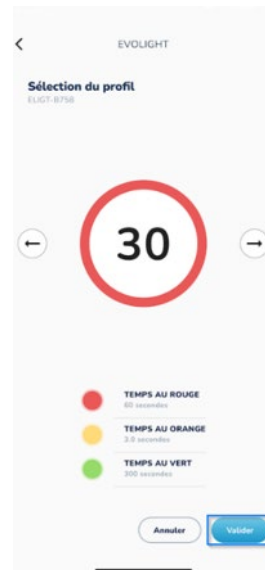 EVOLIGHT
Sélection du profil
ELIGT-B75B
30
TEMPS AU ROUGE
60 secondes
TEMPS AU ORANGE
3.0 secondes
TEMPS AU VERT
300 secondes
Annuler
Valider